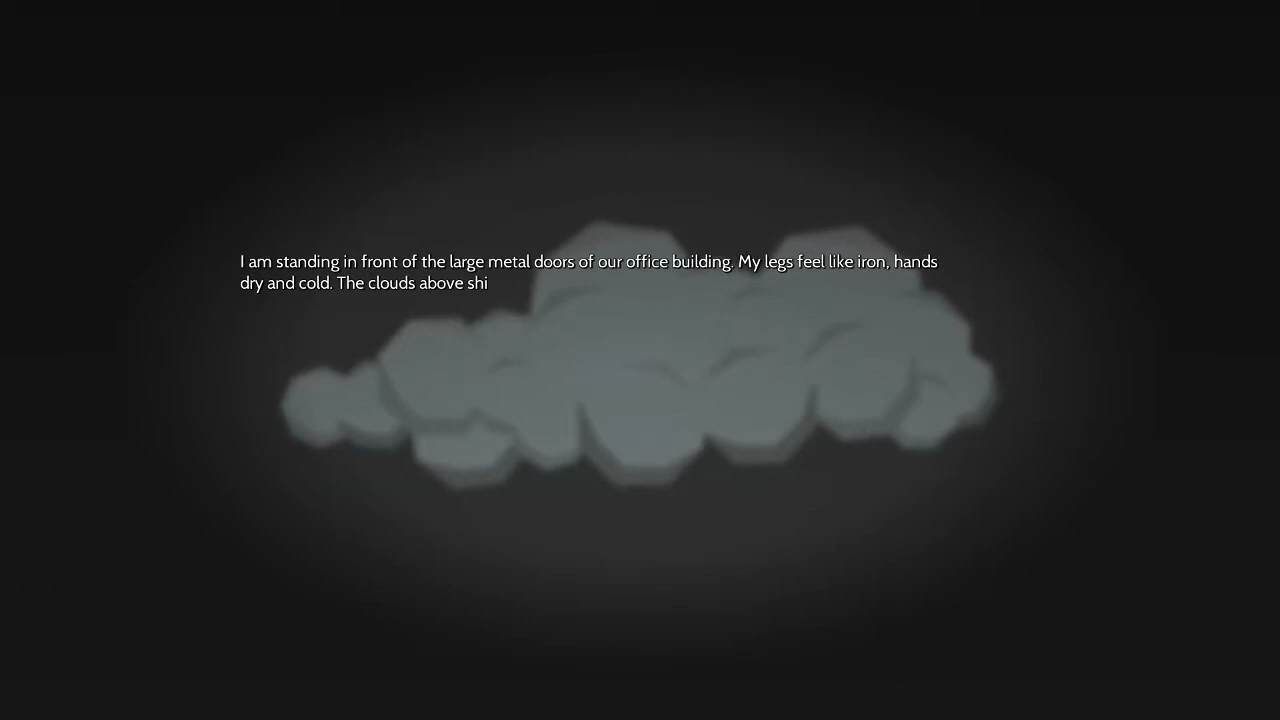 I am standing in front of the large metal doors of our office building. My legs feel like iron, hands
dry and cold. The clouds above shi